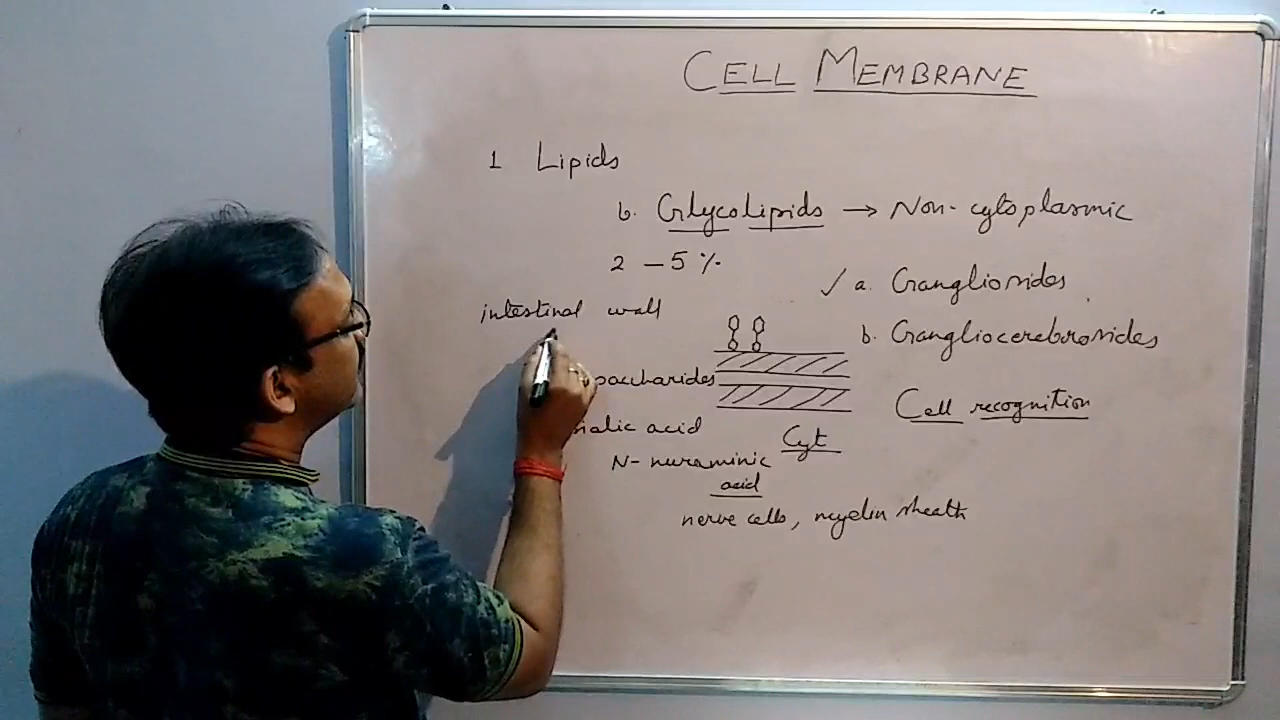 CELL MEMBRANE
1 Lipids
b. Glycolipids → Non-cytoplasmic
2 – 5 %
✓ a. Gangliosides
intestinal wall
b. Gangliocerebrosides
saccharides
Cell recognition
sialic acid
Cyt
N- nuraminic
acid
nerve cells, myelin sheath